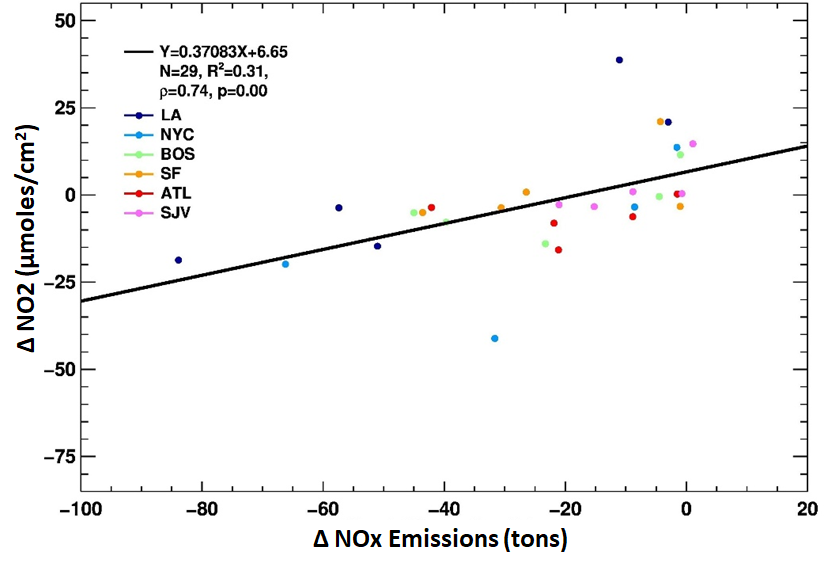 50
25
0
−25
−50
−75
Δ NO2 (µmoles/cm²)
Y=0.37083X+6.65
N=29, R²=0.31,
ρ=0.74, p=0.00
LA
NYC
BOS
SF
ATL
SJV
−100 −80 −60 −40 −20 0 20
Δ NOx Emissions (tons)